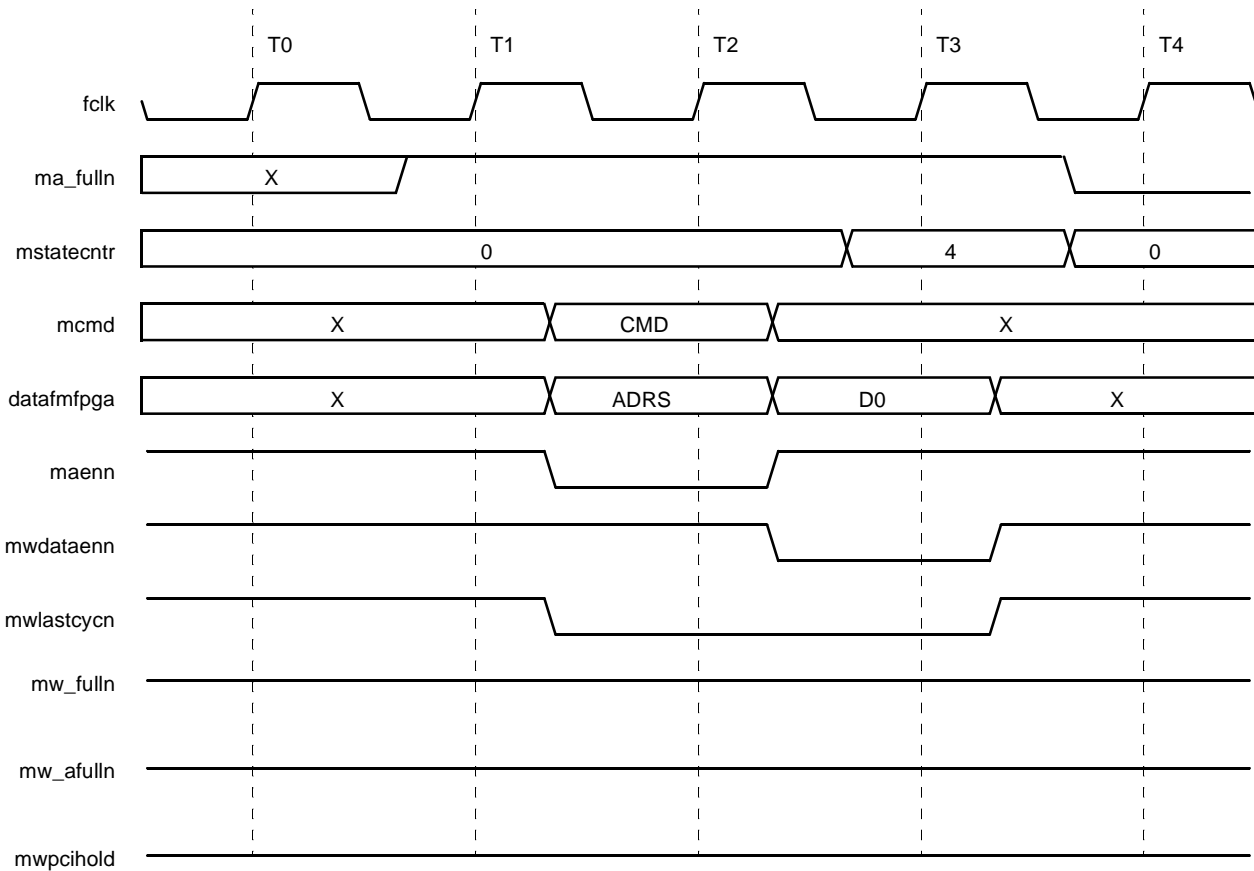 T0 T1 T2 T3 T4
fclk
ma_fulln X
mstatecntr 0 4 0
mcmd X CMD X
datafmfpga X ADRS D0 X
maenn
mwdataenn
mwlastcycn
mw_fulln
mw_afulln
mwpcihold